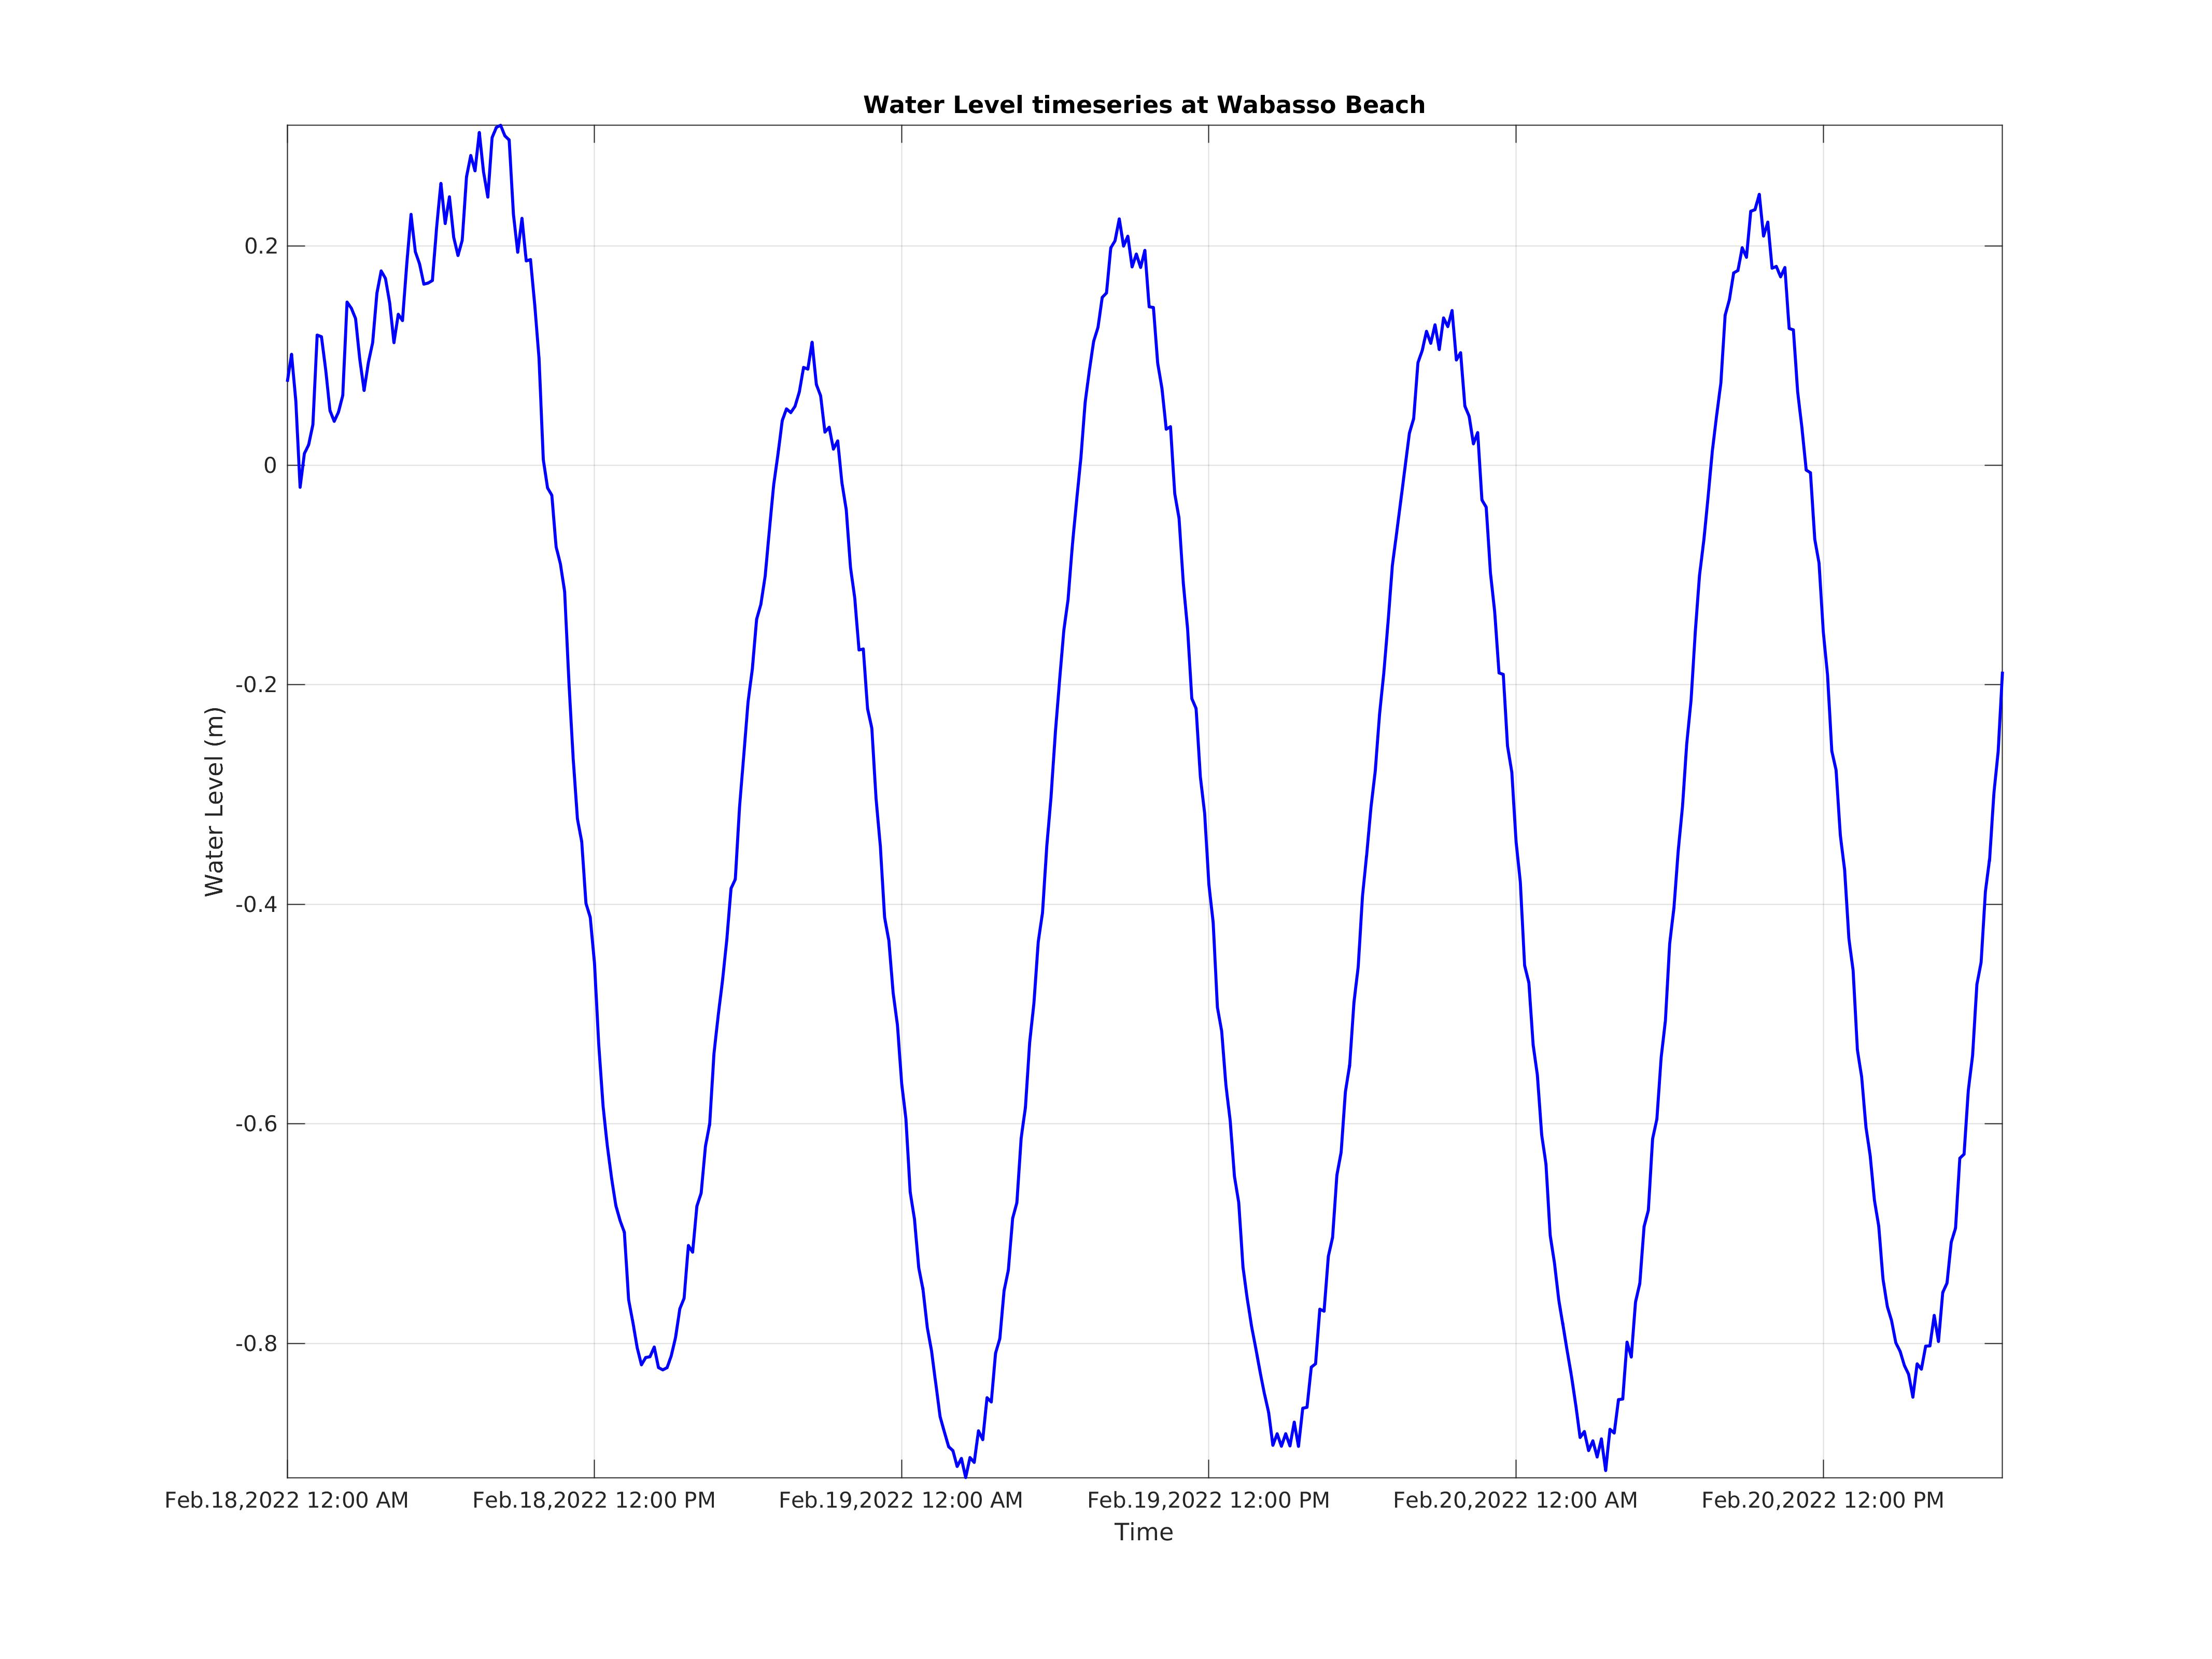 Water Level timeseries at Wabasso Beach
0.2
0
-0.2
-0.4
-0.6
-0.8
Water Level (m)
Feb.18,2022 12:00 AM
Feb.18,2022 12:00 PM
Feb.19,2022 12:00 AM
Feb.19,2022 12:00 PM
Feb.20,2022 12:00 AM
Feb.20,2022 12:00 PM
Time